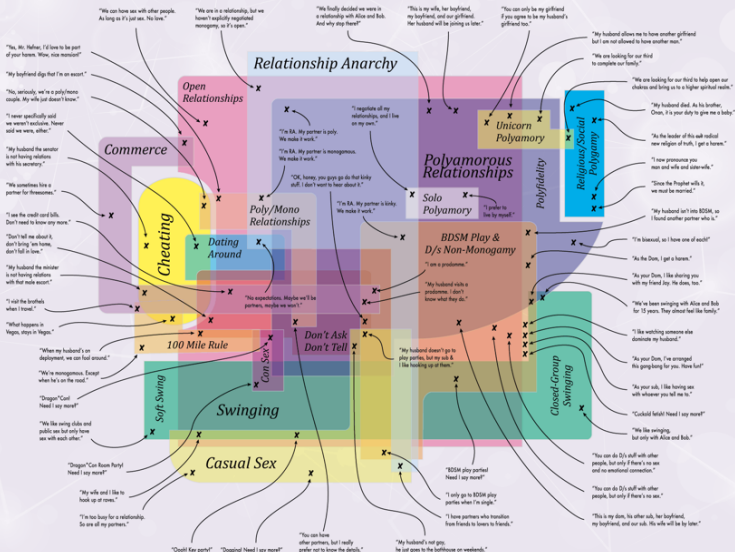 "We can have sex with other people.
As long as it's just sex. No love."
"We are in a relationship, but we
haven't explicitly negotiated
monogamy, so it's open."
"We finally decided we were in
a relationship with Alice and Bob.
And why stop there?"
"This is my wife, her boyfriend,
my boyfriend, and our girlfriend.
Her husband will be joining us later."
"You can only be my girlfriend
if you agree to be my husband's
girlfriend too."
"My husband allows me to have another girlfriend
but I am not allowed to have another man."
"We are looking for our third
to complete our family."
"We are looking for our third to help open our
chakras and bring us to a higher spiritual realm."
"My husband died. As his brother,
Onan, it is your duty to give me a baby."
"As the leader of this cult radical
new religion of truth, I get a harem."
"I now pronounce you
man and wife and sister-wife."
"Since the Prophet wills it,
we must be married."
"My husband isn't into BDSM, so
I found another partner who is."
"I'm bisexual, so I have one of each!"
"As the Dom, I get a harem."
"As your Dom, I like sharing you
with my friend Jay. He does, too."
"We've been swinging with Alice and Bob
for 15 years. They almost feel like family."
"I like watching someone else
dominate my husband."
"As your Dom, I've arranged
this gang-bang for you. Have fun!"
"As your sub, I like having sex
with whoever you tell me to."
"Cuckold fetish! Need I say more?"
"We like swinging,
but only with Alice and Bob."
"You can do D/s stuff with other
people, but only if there's no sex
and no emotional connection."
"You can do D/s stuff with other
people, but only if there's no sex."
"This is my dom, his other sub, her boyfriend,
my boyfriend, and our sub. His wife will be by later."
"Yes, Mr. Hefner, I'd love to be part
of your harem. Wow, nice mansion!"
"My boyfriend digs that I'm an escort."
"No, seriously, we're a poly/mono
couple. My wife just doesn't know."
"I never specifically said
we weren't exclusive. Never
said we were, either."
"My husband the senator
is not having relations
with his secretary."
"We sometimes hire a
partner for threesomes."
"I see the credit card bills.
Don't need to know more."
"Don't tell me about it,
don't bring 'em home,
don't fall in love."
"My husband the minister
is not having relations
with that male escort."
"I visit the brothels
when I travel."
"What happens in
Vegas, stays in Vegas."
"When my husband's on
deployment, we can fool around."
"We're monogamous. Except
when he's on the road."
"Dragon*Con!
Need I say more?"
"We like swing clubs and
public sex but only have
sex with each other."
"Dragon*Con Room Party!
Need I say more?"
"My wife and I like to
hook up at raves."
"I'm too busy for a relationship.
So are all my partners."
"Oooh! Key party!"
"Dogging! Need I say more?"
"You can have
other partners, but I really
prefer not to know the details."
"My husband's not gay,
he just goes to the bathhouse on weekends."
"I have partners who transition
from friends to lovers to friends."
"I only go to BDSM play
parties when I'm single."
"BDSM play parties!
Need I say more?"
Relationship Anarchy
Open
Relationships
Commerce
"I'm RA. My partner is poly.
We make it work."
"I'm RA. My partner is monogamous.
We make it work."
"OK, honey, you guys go do that kinky
stuff. I don't want to hear about it."
"I negotiate all my
relationships, and I live
on my own."
"I'm RA. My partner is kinky.
We make it work."
Unicorn
Polyamory
Polyamorous
Relationships
Polyfidelity
Religious/Social
Polygamy
Solo
Polyamory
"I prefer to
live by myself."
Poly/Mono
Relationships
Cheating
Dating
Around
BDSM Play &
D/s Non-Monogamy
"I am a prodomme."
"My husband visits a
prodomme. I don't
know what they do."
"No expectations. Maybe we'll be
partners, maybe we won't."
Don't Ask
Don't Tell
"My husband doesn't go to
play parties, but my sub &
I like hooking up at them."
100 Mile Rule
Con Sex
Soft Swing
Swinging
Closed-Group
Swinging
Casual Sex